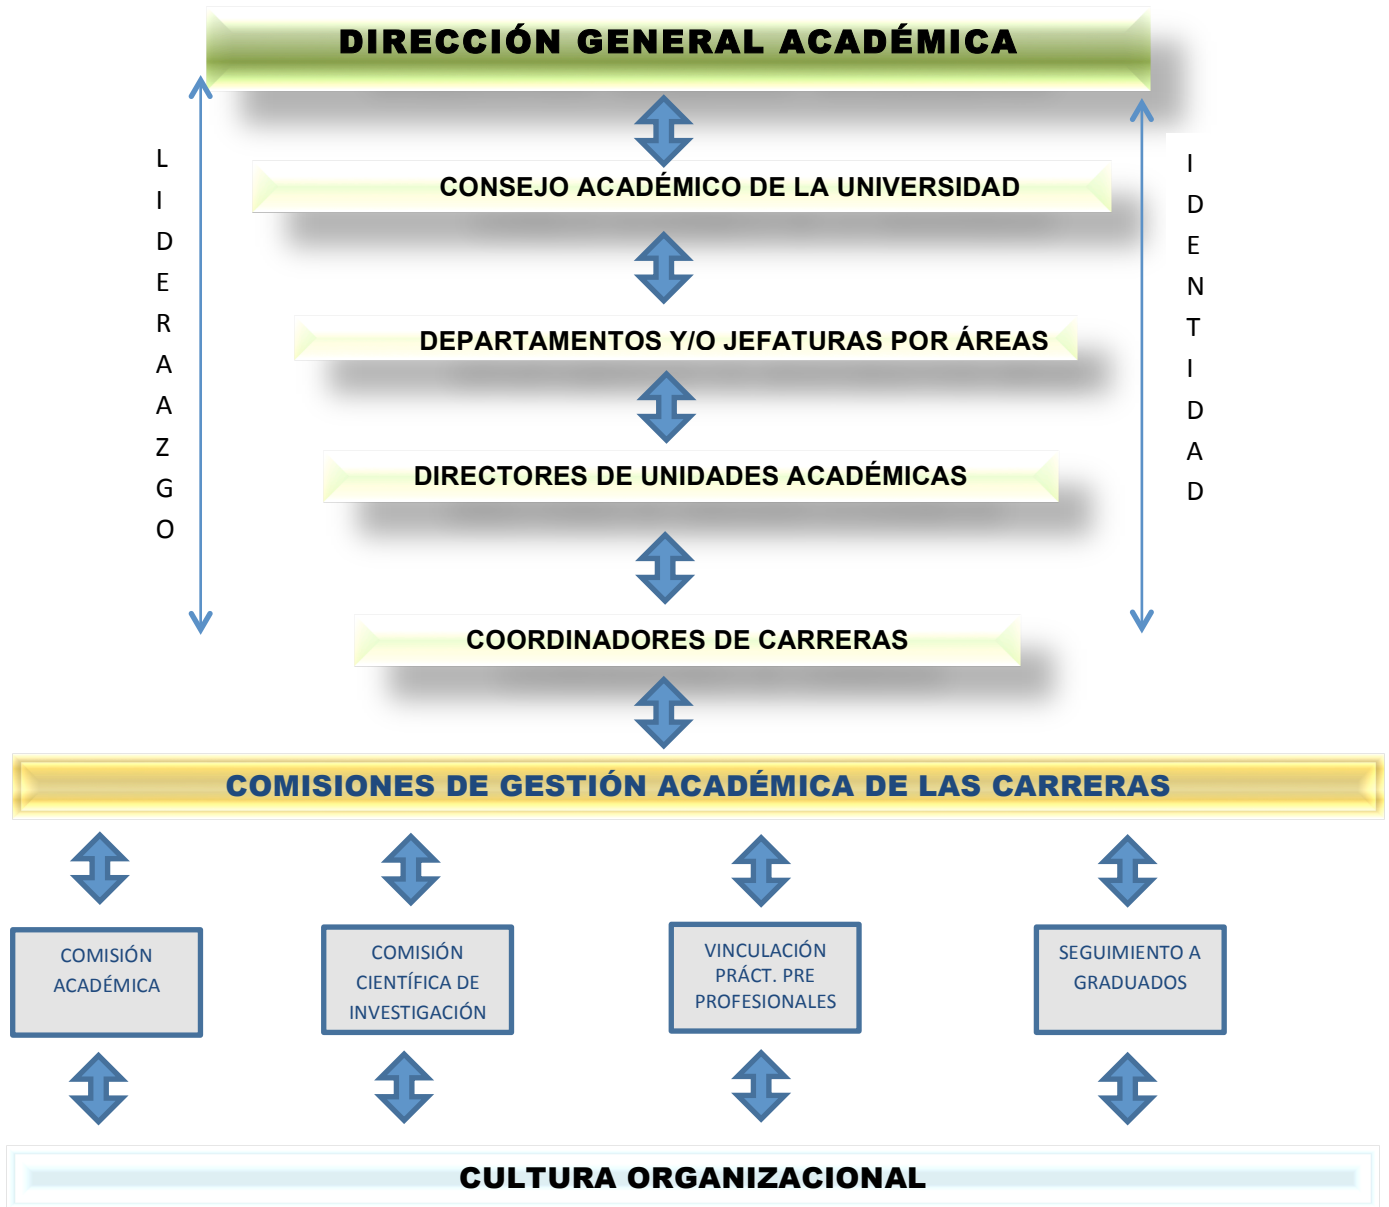 DIRECCIÓN GENERAL ACADÉMICA
L
I
D
E
R
A
A
Z
G
O
I
D
E
N
T
I
D
A
D
CONSEJO ACADÉMICO DE LA UNIVERSIDAD
DEPARTAMENTOS Y/O JEFATURAS POR ÁREAS
DIRECTORES DE UNIDADES ACADÉMICAS
COORDINADORES DE CARRERAS
COMISIONES DE GESTIÓN ACADÉMICA DE LAS CARRERAS
COMISIÓN
ACADÉMICA
COMISIÓN
CIENTÍFICA DE
INVESTIGACIÓN
VINCULACIÓN
PRÁCT. PRE
PROFESIONALES
SEGUIMIENTO A
GRADUADOS
CULTURA ORGANIZACIONAL